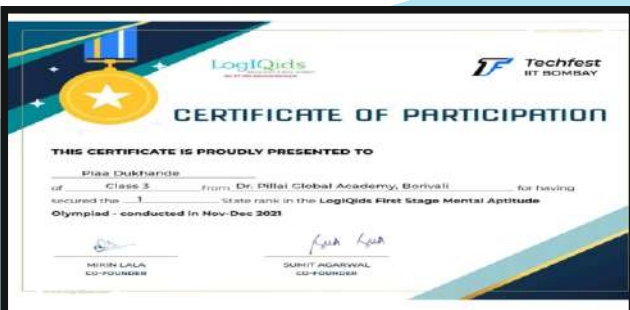 LogIQids
Techfest
IIT BOMBAY
CERTIFICATE OF PARTICIPATION
THIS CERTIFICATE IS PROUDLY PRESENTED TO
Piaa Dukhande
of Class 3 from Dr. Pillai Global Academy, Borivali for having
secured the 1 State rank in the LogIQids First Stage Mental Aptitude
Olympiad - conducted in Nov-Dec 2021
MIKIN LALA
CO-FOUNDER
SUMIT AGARWAL
CO-FOUNDER